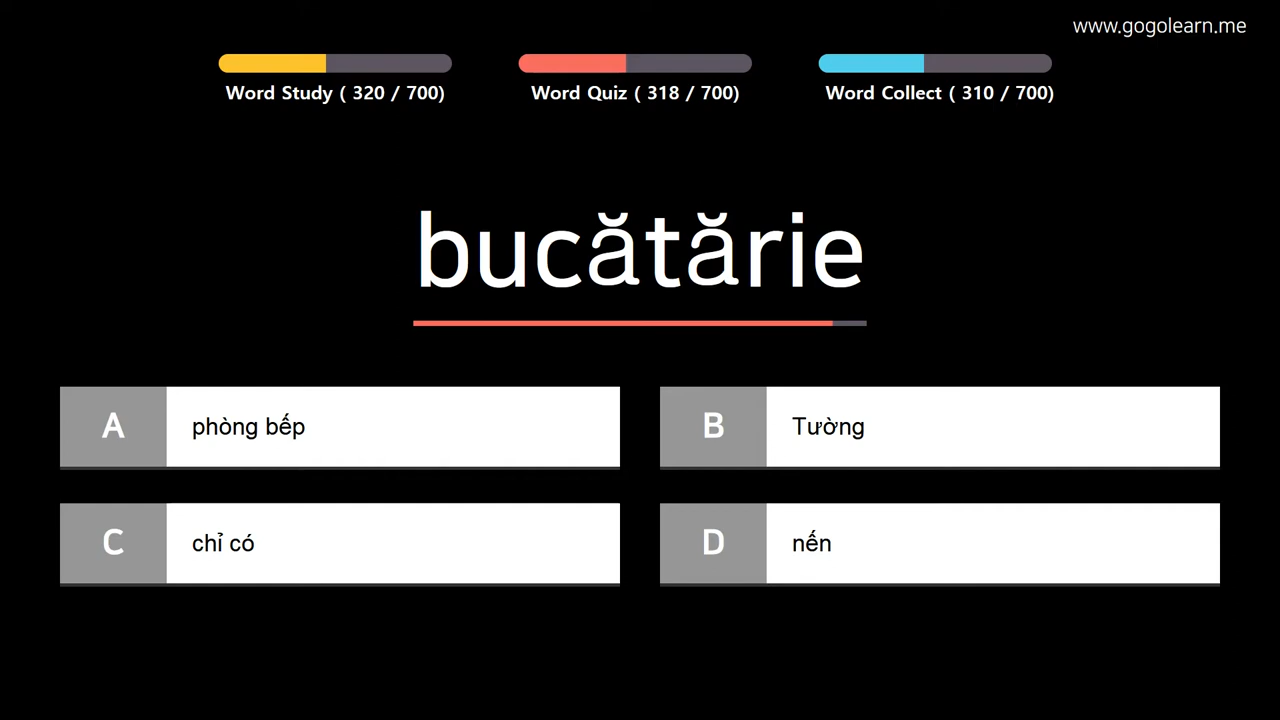 www.gogolearn.me
Word Study ( 320 / 700)
Word Quiz ( 318 / 700)
Word Collect ( 310 / 700)
bucătărie
A
phòng bếp
B
Tường
C
chỉ có
D
nến